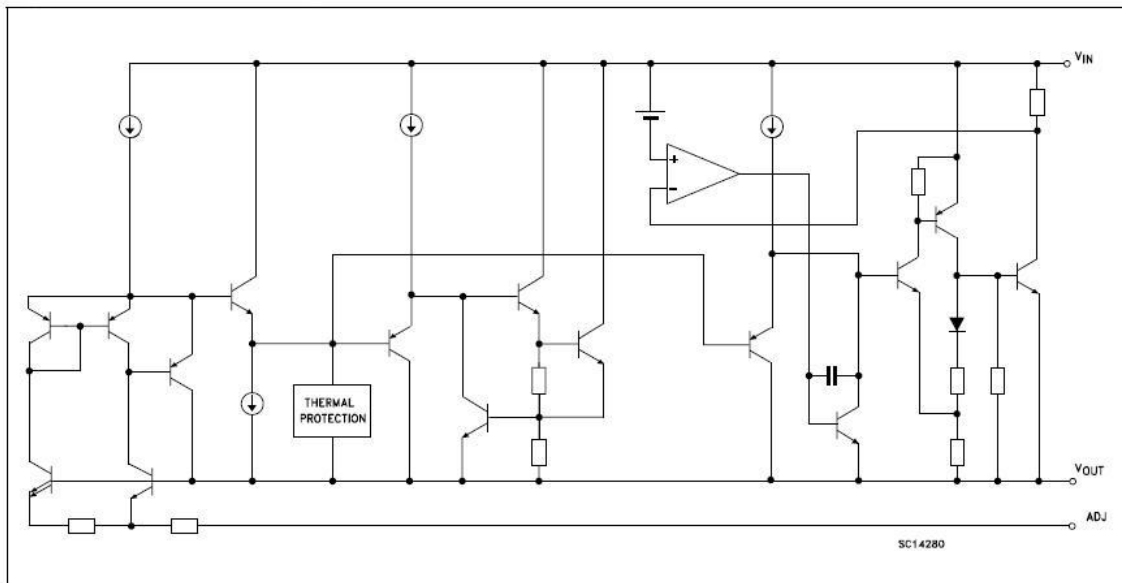 VIN
+
-
THERMAL
PROTECTION
VOUT
ADJ
SC14280